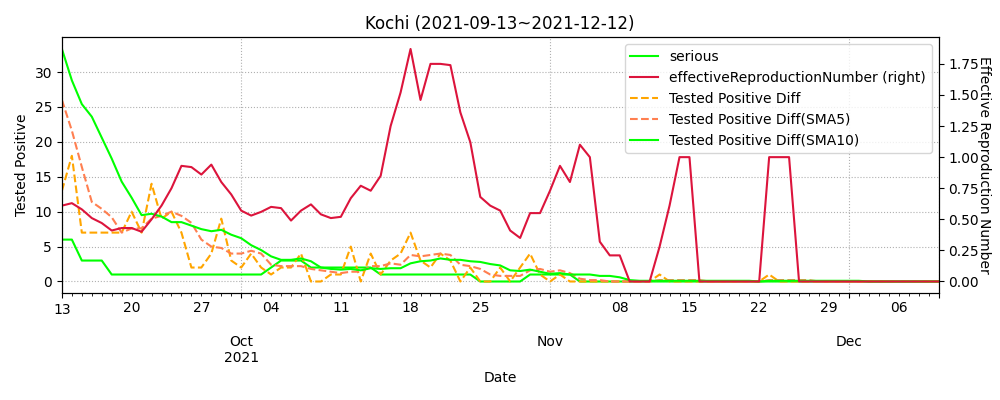 Kochi (2021-09-13~2021-12-12)
serious
effectiveReproductionNumber (right)
Tested Positive Diff
Tested Positive Diff(SMA5)
Tested Positive Diff(SMA10)
Tested Positive
30
25
20
15
10
5
0
1.75
1.50
1.25
1.00
0.75
0.50
0.25
0.00
Effective Reproduction Number
13 20 27 04 11 18 25 08 15 22 29 06
Oct Nov Dec
2021
Date